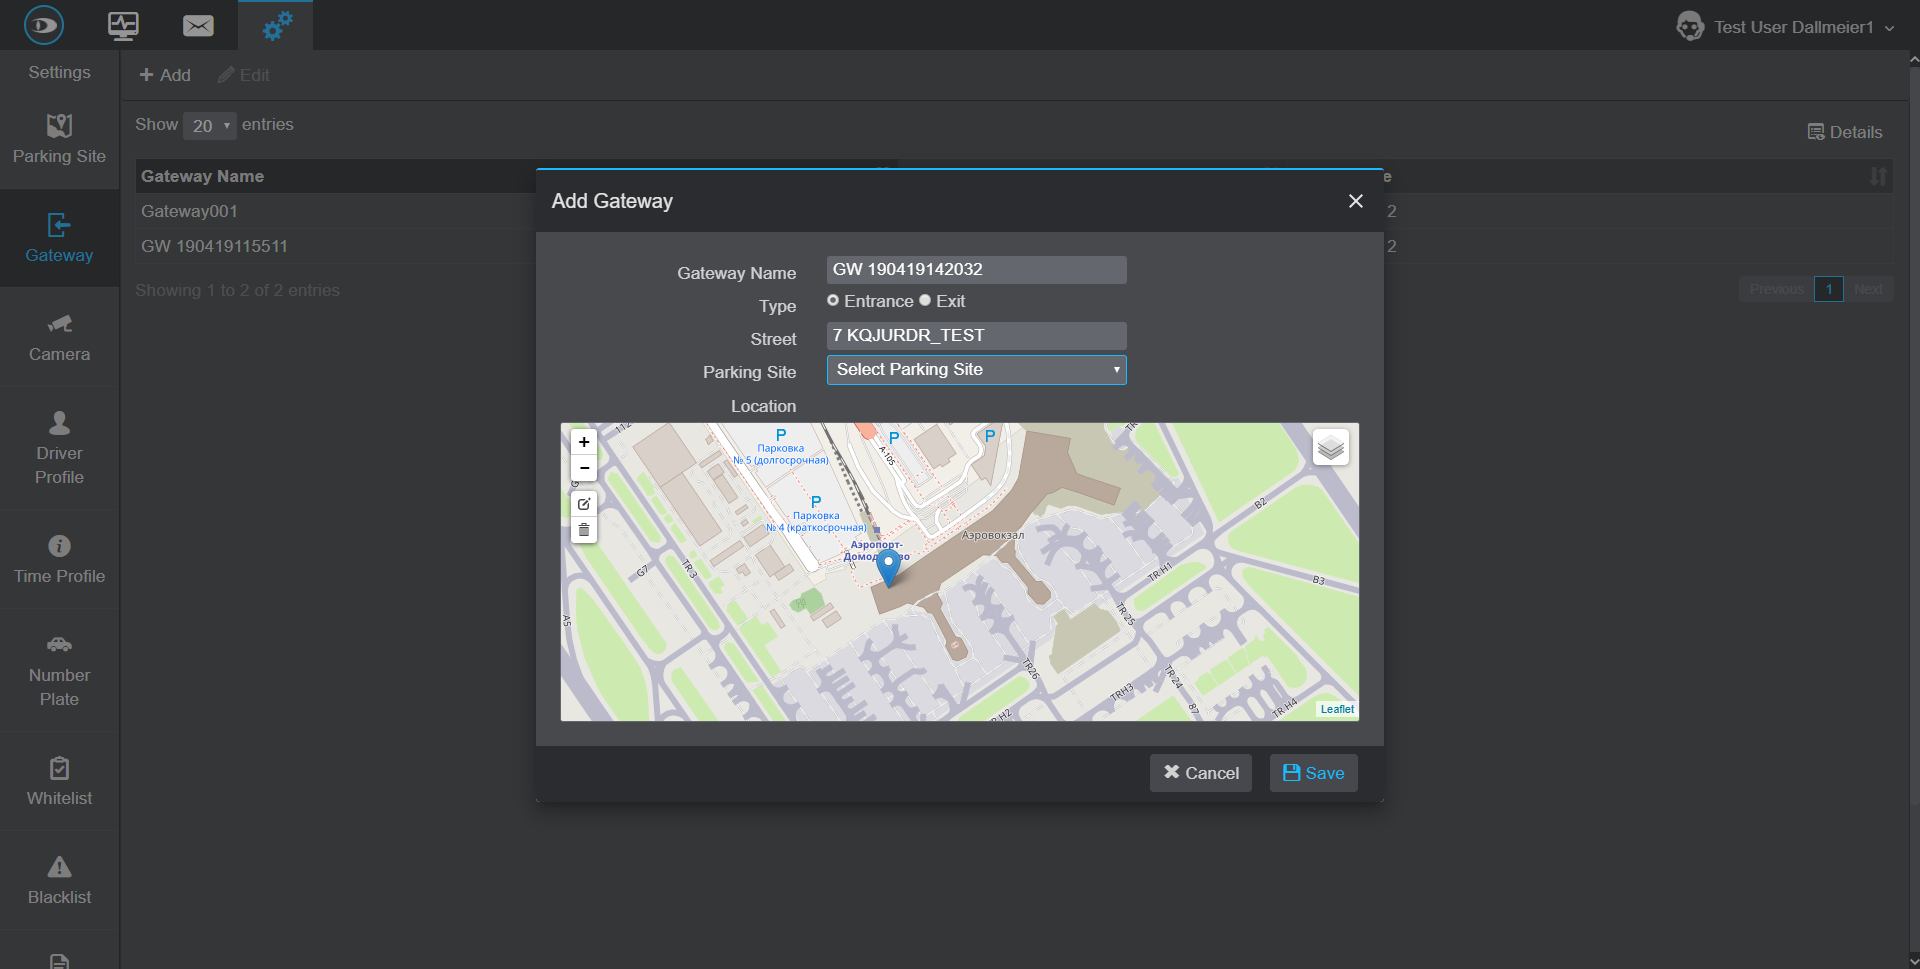 Test User Dallmeier1
Settings
Add
Edit
Parking Site
Gateway
Camera
Driver
Profile
Time Profile
Number
Plate
Whitelist
Blacklist
Show 20 entries
Details
Gateway Name
e
Gateway001
2
GW 190419115511
2
Showing 1 to 2 of 2 entries
Previous 1 Next
Add Gateway
Gateway Name GW 190419142032
Type Entrance Exit
Street 7 KQJURDR_TEST
Parking Site Select Parking Site
Location
+
−
112
P
Парковка
№ 5 (долгосрочная)
P
P
A-105
TR
P
Парковка
№ 4 (краткосрочная)
Аэропорт-
Аэровокзал
B2
G7
TR3
TR H1
B3
A5
TR 25
TR26
TR 24
TRH3
R H2
B7
TR H4
Leaflet
Cancel
Save